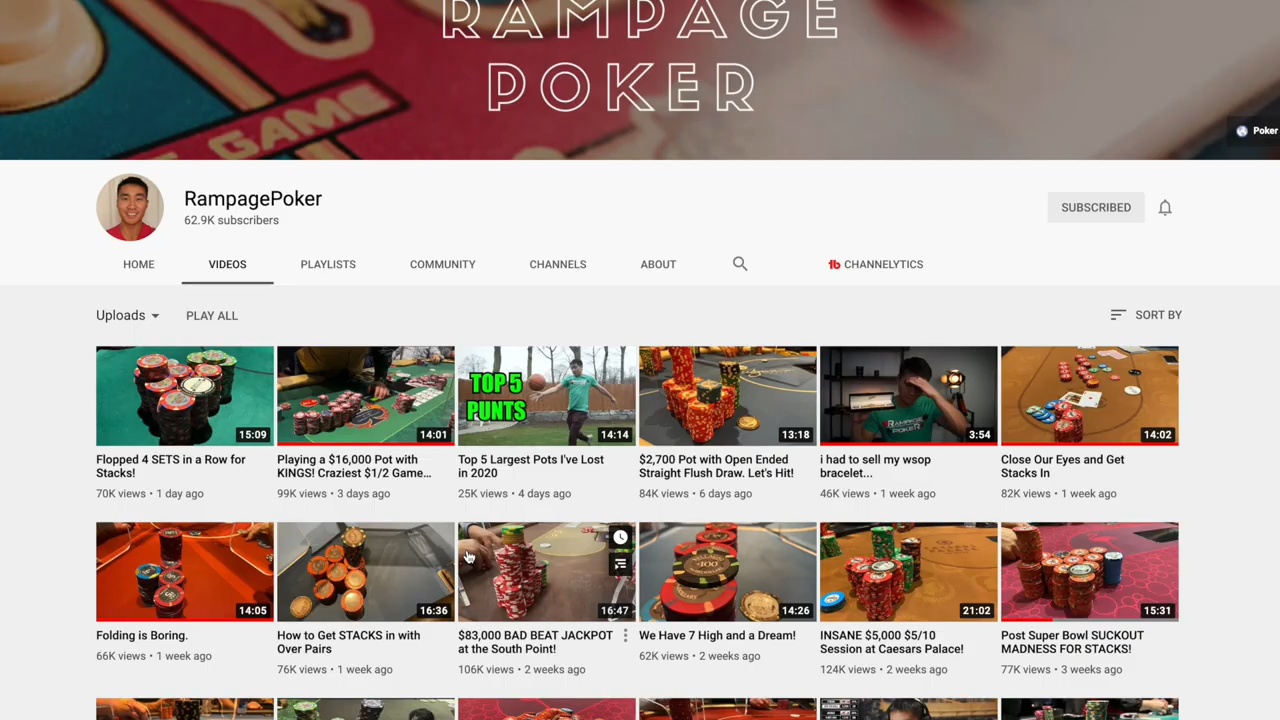 RAMPAGE
POKER
Poker
RampagePoker
62.9K subscribers
SUBSCRIBED
HOME VIDEOS PLAYLISTS COMMUNITY CHANNELS ABOUT CHANNELYTICS
Uploads PLAY ALL SORT BY
GAME
TOP 5
PUNTS
RAMPAGE
POKER
15:09 14:01 14:14 13:18 3:54 14:02
Flopped 4 SETS in a Row for
Stacks!
70K views • 1 day ago
Playing a $16,000 Pot with
KINGS! Craziest $1/2 Game...
99K views • 3 days ago
Top 5 Largest Pots I've Lost
in 2020
25K views • 4 days ago
$2,700 Pot with Open Ended
Straight Flush Draw. Let's Hit!
84K views • 6 days ago
i had to sell my wsop
bracelet...
46K views • 1 week ago
Close Our Eyes and Get
Stacks In
82K views • 1 week ago
100
14:05 16:36 16:47 14:26 21:02 15:31
Folding is Boring.
66K views • 1 week ago
How to Get STACKS in with
Over Pairs
76K views • 1 week ago
$83,000 BAD BEAT JACKPOT
at the South Point!
106K views • 2 weeks ago
We Have 7 High and a Dream!
62K views • 2 weeks ago
INSANE $5,000 $5/10
Session at Caesars Palace!
124K views • 2 weeks ago
Post Super Bowl SUCKOUT
MADNESS FOR STACKS!
77K views • 3 weeks ago